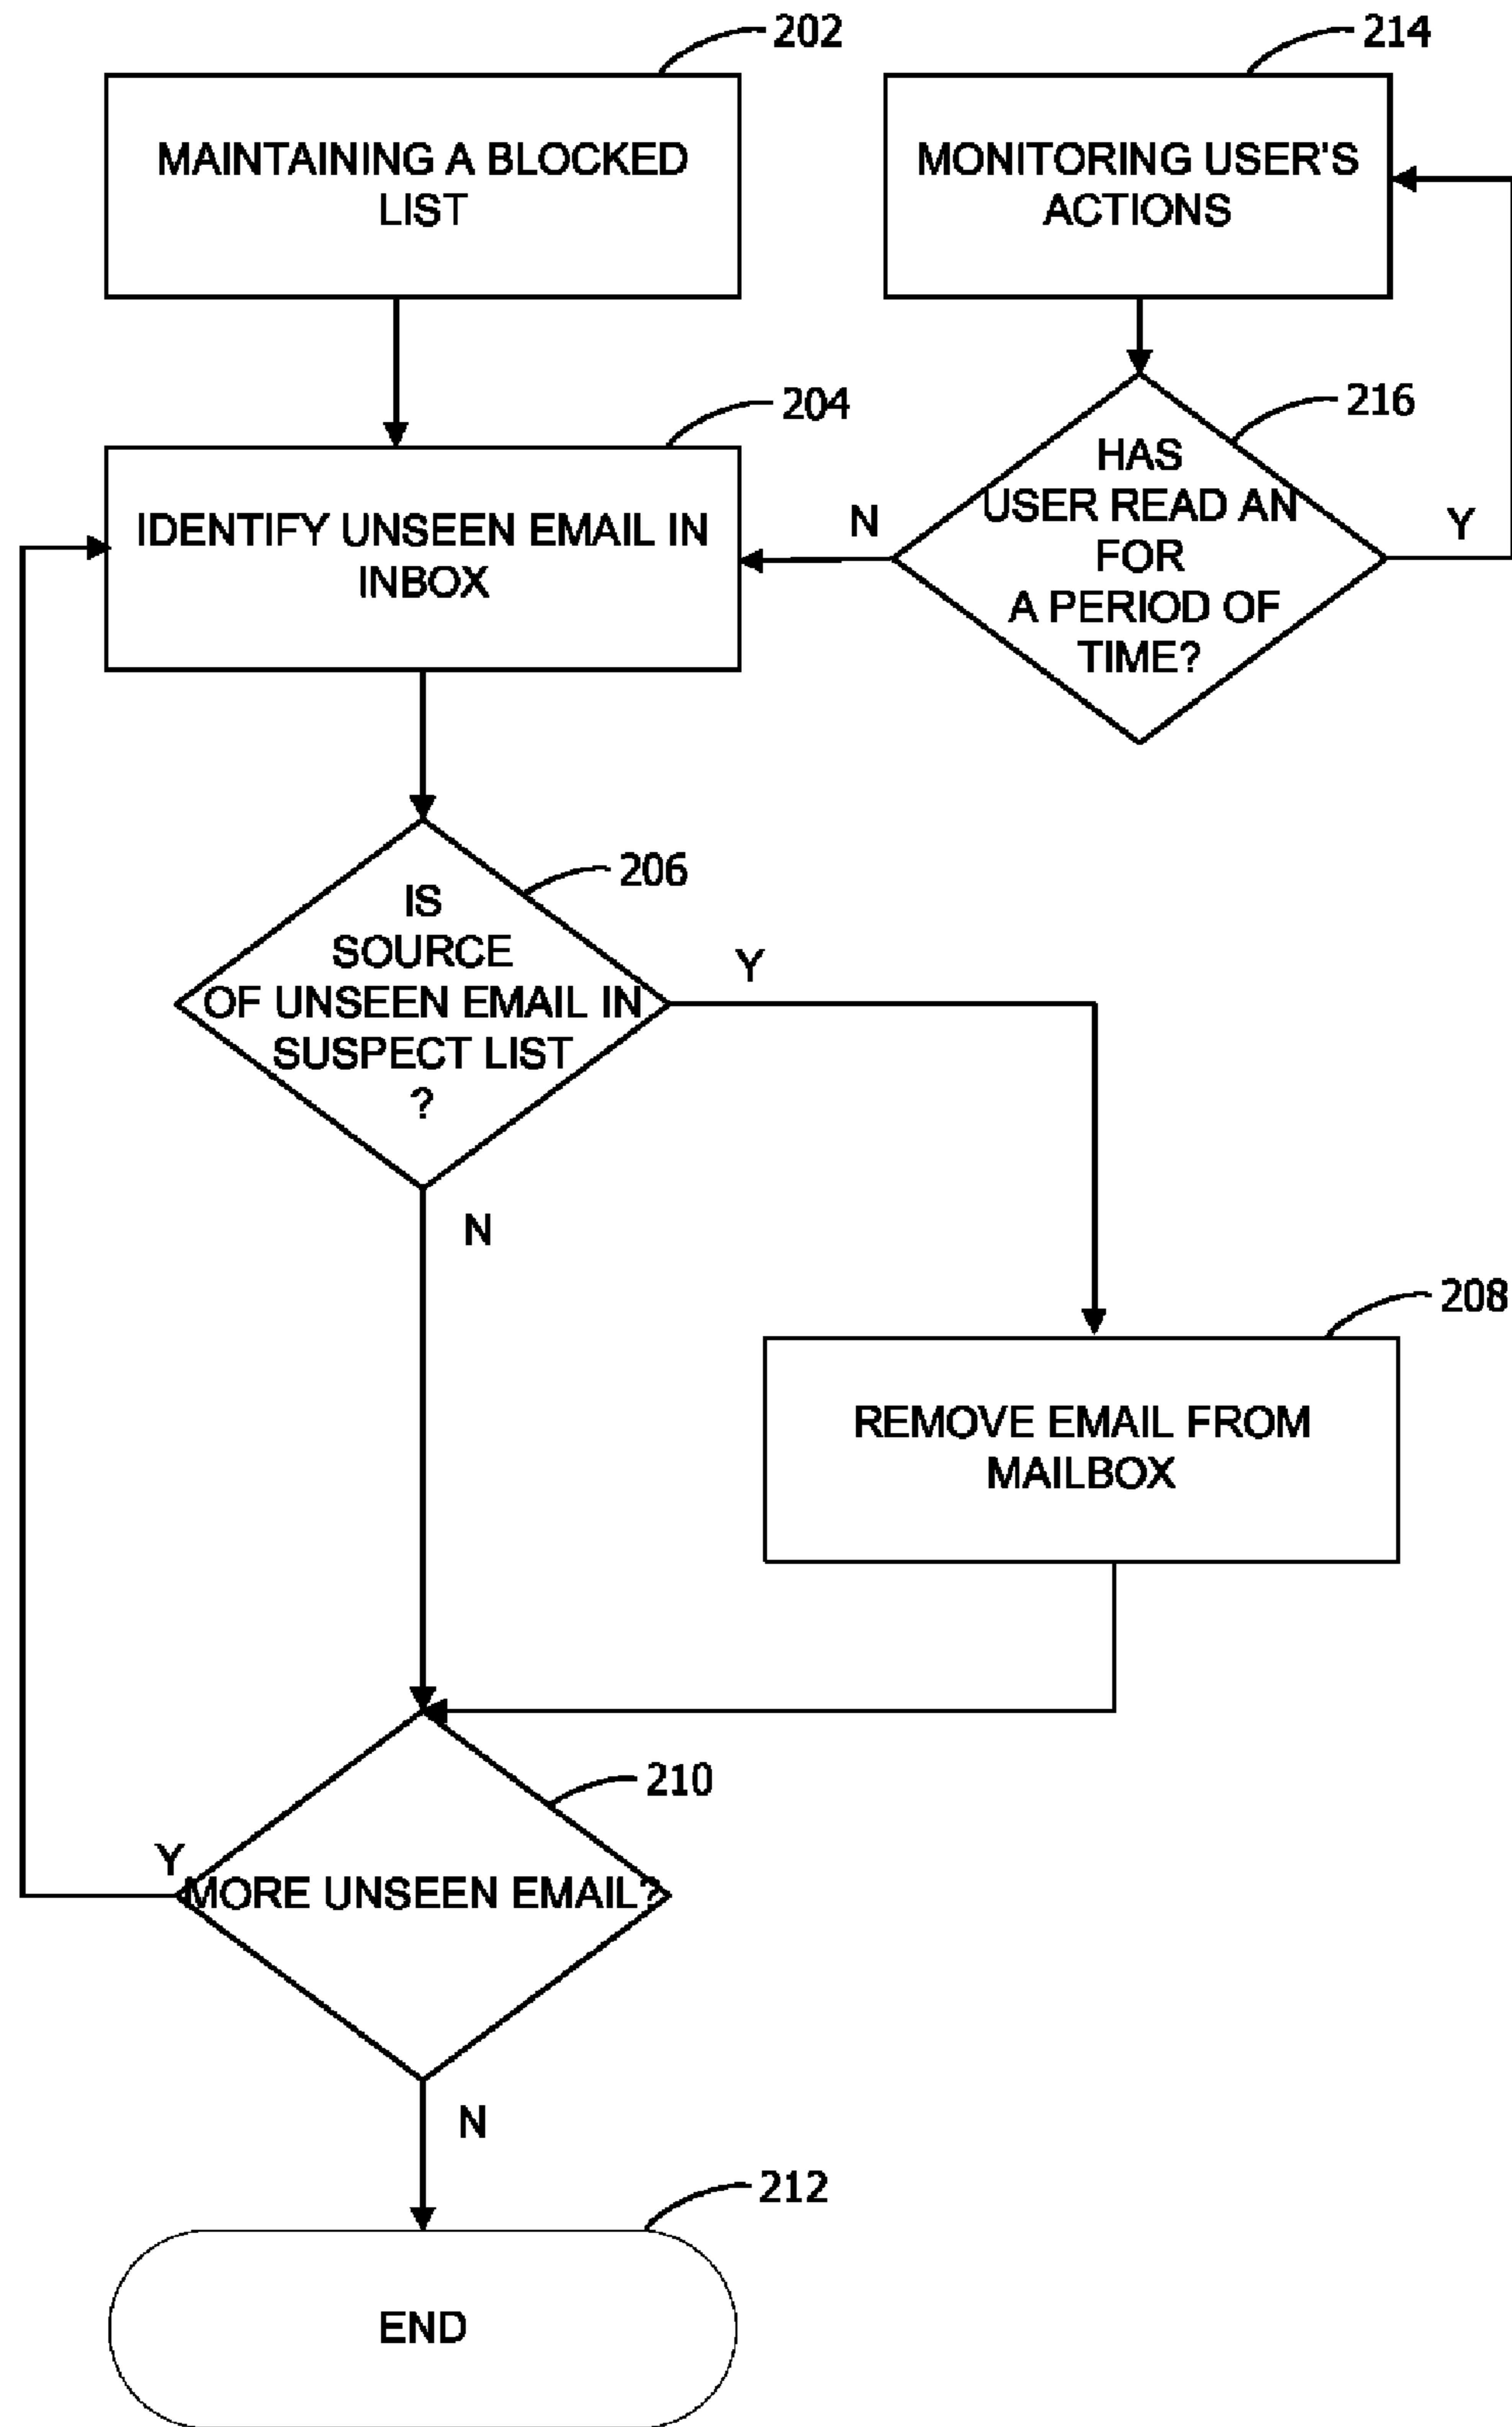 202
MAINTAINING A BLOCKED
LIST
214
MONITORING USER'S
ACTIONS
204
IDENTIFY UNSEEN EMAIL IN
INBOX
216
HAS
USER READ AN
FOR
A PERIOD OF
TIME?
N
Y
206
IS
SOURCE
OF UNSEEN EMAIL IN
SUSPECT LIST
?
Y
N
208
REMOVE EMAIL FROM
MAILBOX
210
MORE UNSEEN EMAIL?
Y
N
212
END